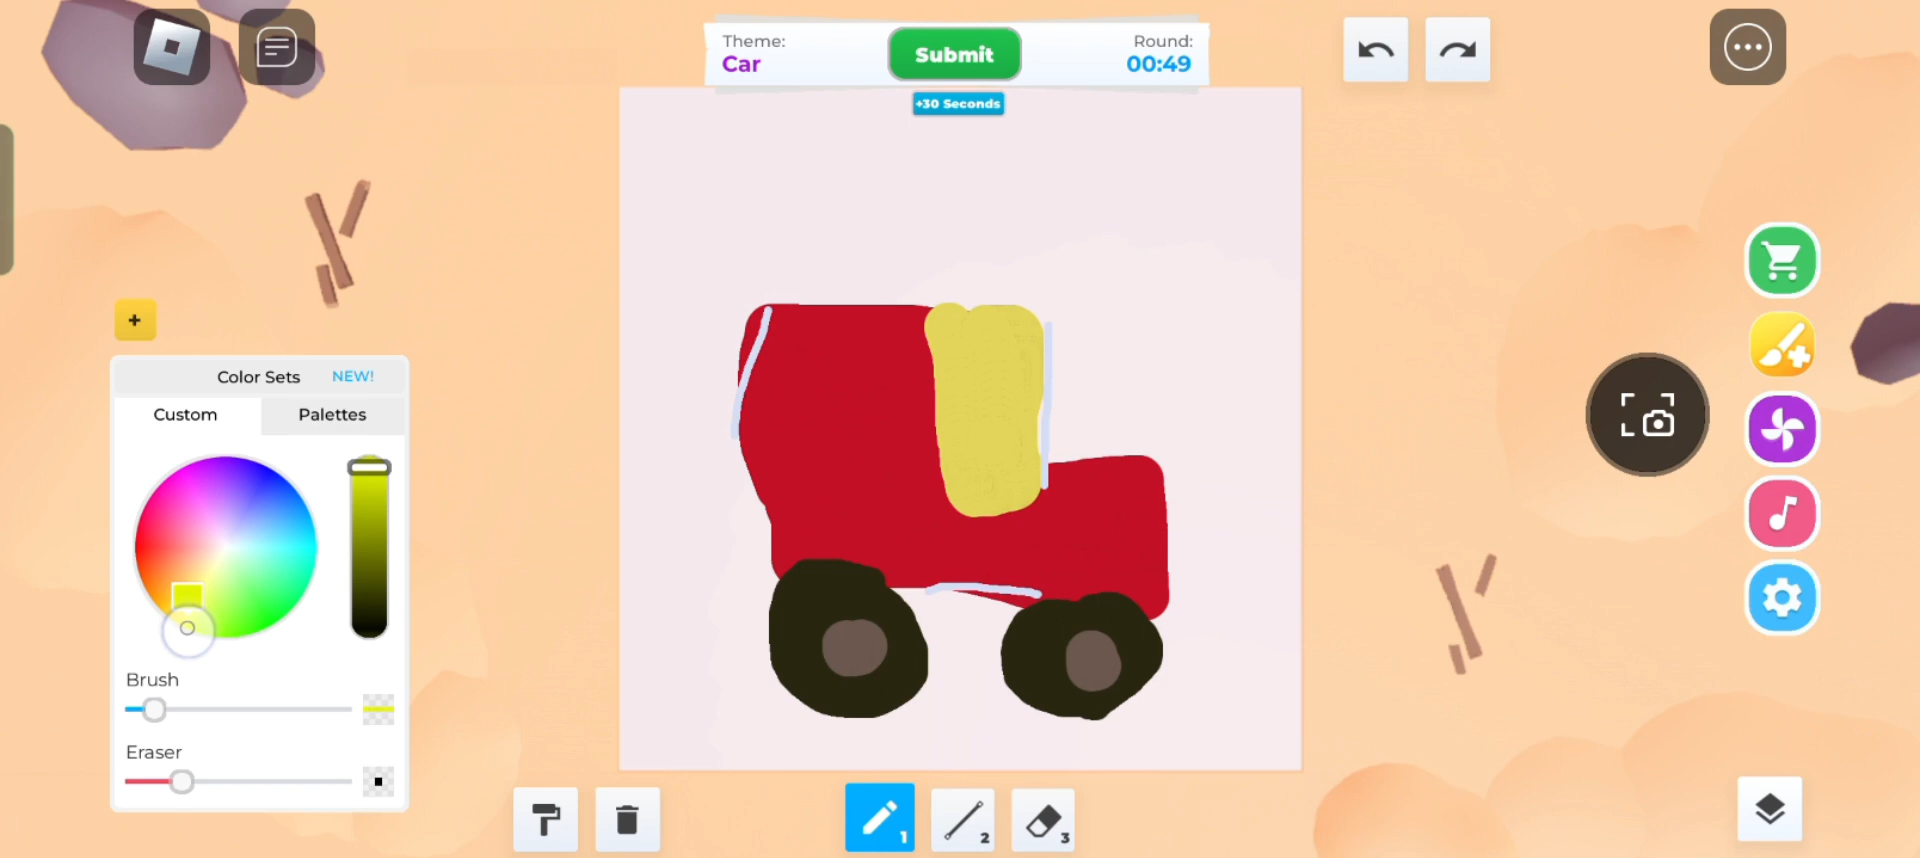 Theme:
Car
Submit
Round:
00:49
+30 Seconds
+
Color Sets NEW!
Custom Palettes
Brush
Eraser
1
2
3